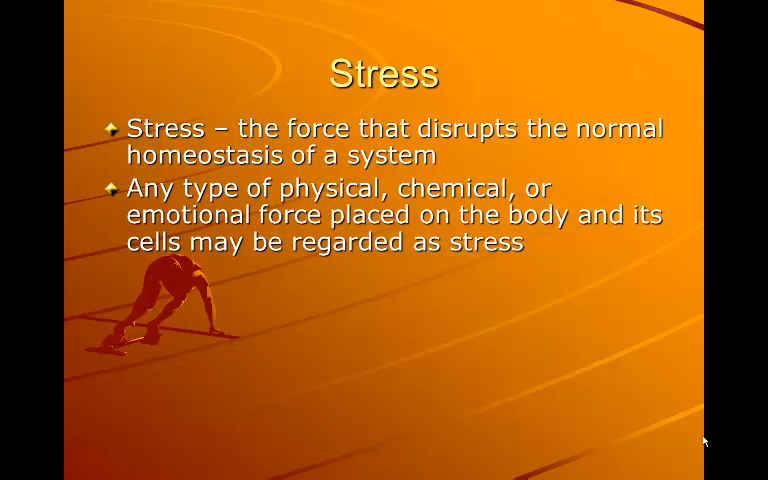 Stress
Stress – the force that disrupts the normal
homeostasis of a system
Any type of physical, chemical, or
emotional force placed on the body and its
cells may be regarded as stress